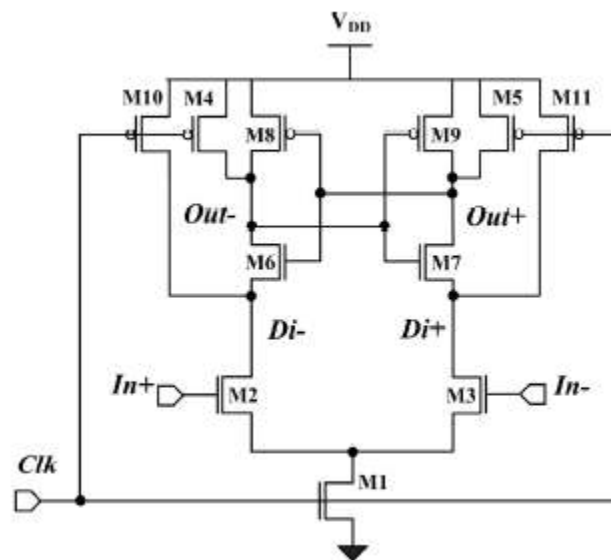 VDD
M10 M4 M5 M11
M8 M9
Out- Out+
M6 M7
Di- Di+
In+ In-
M2 M3
Clk
M1